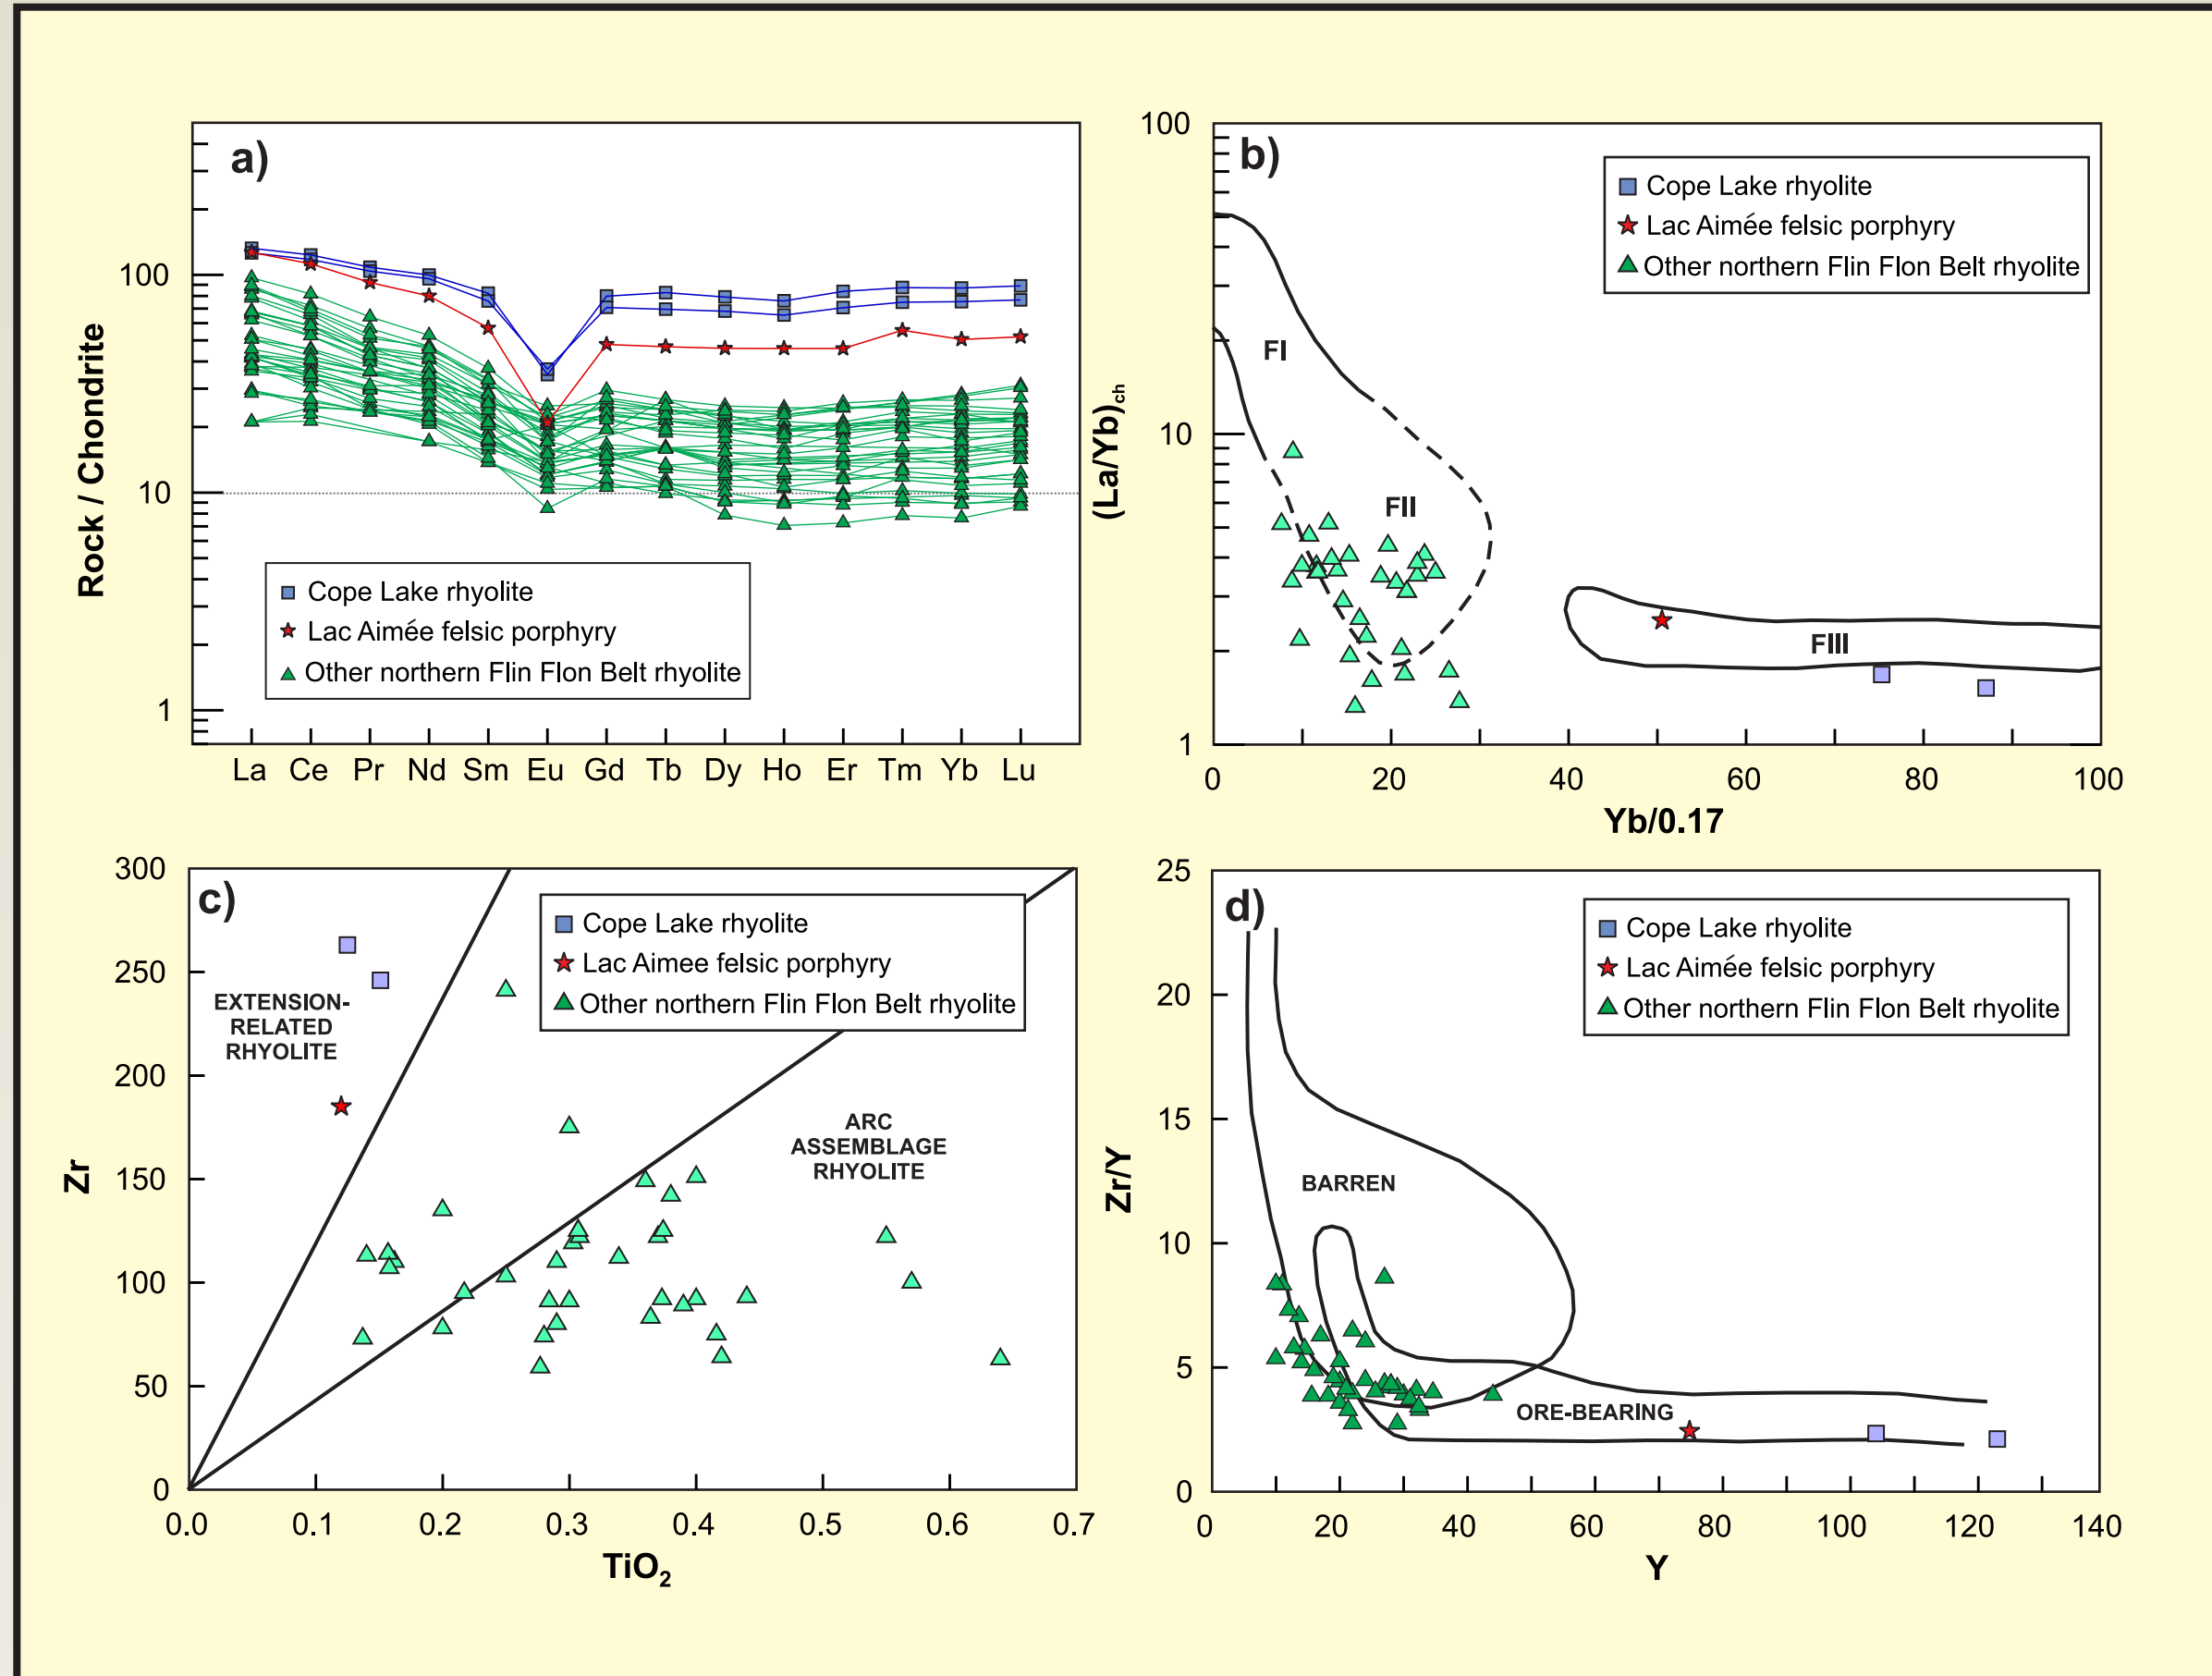 a)
100
10
1
Rock / Chondrite
Cope Lake rhyolite
Lac Aimée felsic porphyry
Other northern Flin Flon Belt rhyolite
La Ce Pr Nd Sm Eu Gd Tb Dy Ho Er Tm Yb Lu
b)
100
10
1
(La/Yb)ch
Cope Lake rhyolite
Lac Aimée felsic porphyry
Other northern Flin Flon Belt rhyolite
FI
FII
FIII
0 20 40 60 80 100
Yb/0.17
c)
300
250
200
150
100
50
0
Zr
Cope Lake rhyolite
Lac Aimee felsic porphyry
Other northern Flin Flon Belt rhyolite
EXTENSION-
RELATED
RHYOLITE
ARC
ASSEMBLAGE
RHYOLITE
0.0 0.1 0.2 0.3 0.4 0.5 0.6 0.7
TiO2
d)
25
20
15
10
5
0
Zr/Y
Cope Lake rhyolite
Lac Aimée felsic porphyry
Other northern Flin Flon Belt rhyolite
BARREN
ORE-BEARING
0 20 40 60 80 100 120 140
Y